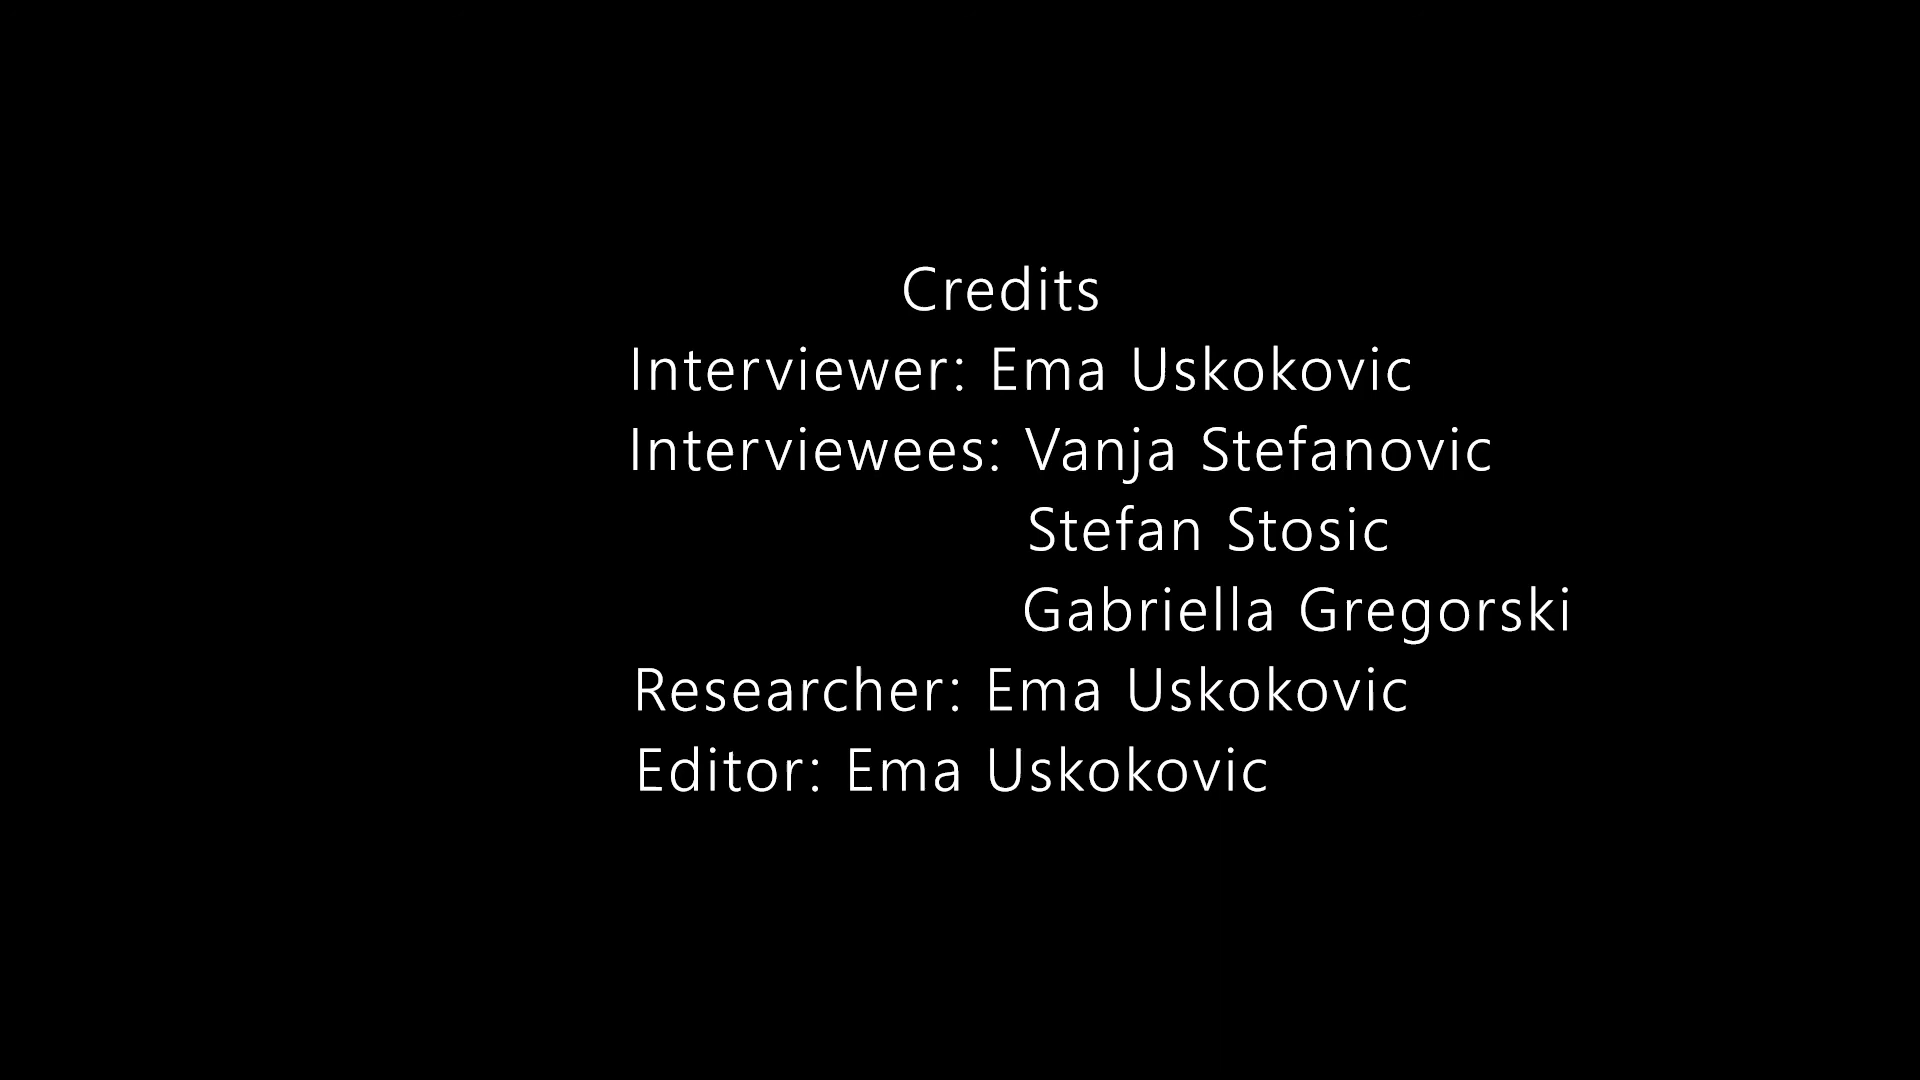 Credits
Interviewer: Ema Uskokovic
Interviewees: Vanja Stefanovic
Stefan Stosic
Gabriella Gregorski
Researcher: Ema Uskokovic
Editor: Ema Uskokovic